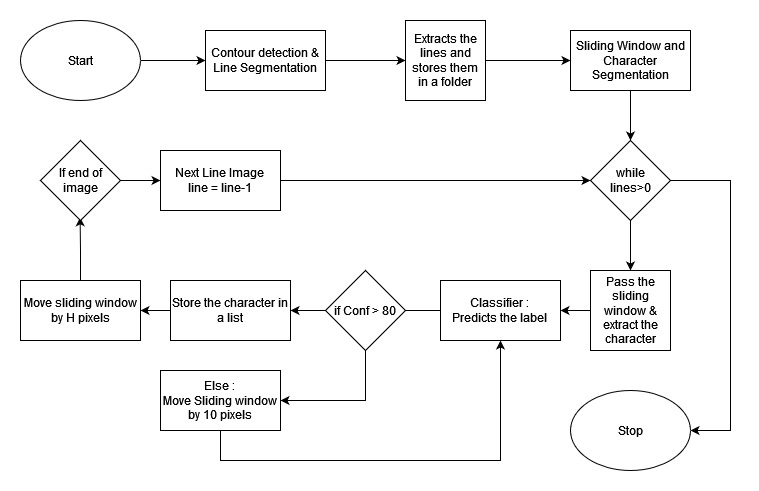 Start
Contour detection &
Line Segmentation
Extracts the
lines and
stores them
in a folder
Sliding Window and
Character
Segmentation
If end of
image
Next Line Image
line = line-1
while
lines>0
Move sliding window
by H pixels
Store the character in
a list
if Conf > 80
Classifier :
Predicts the label
Pass the
sliding
window &
extract the
character
Else :
Move Sliding window
by 10 pixels
Stop